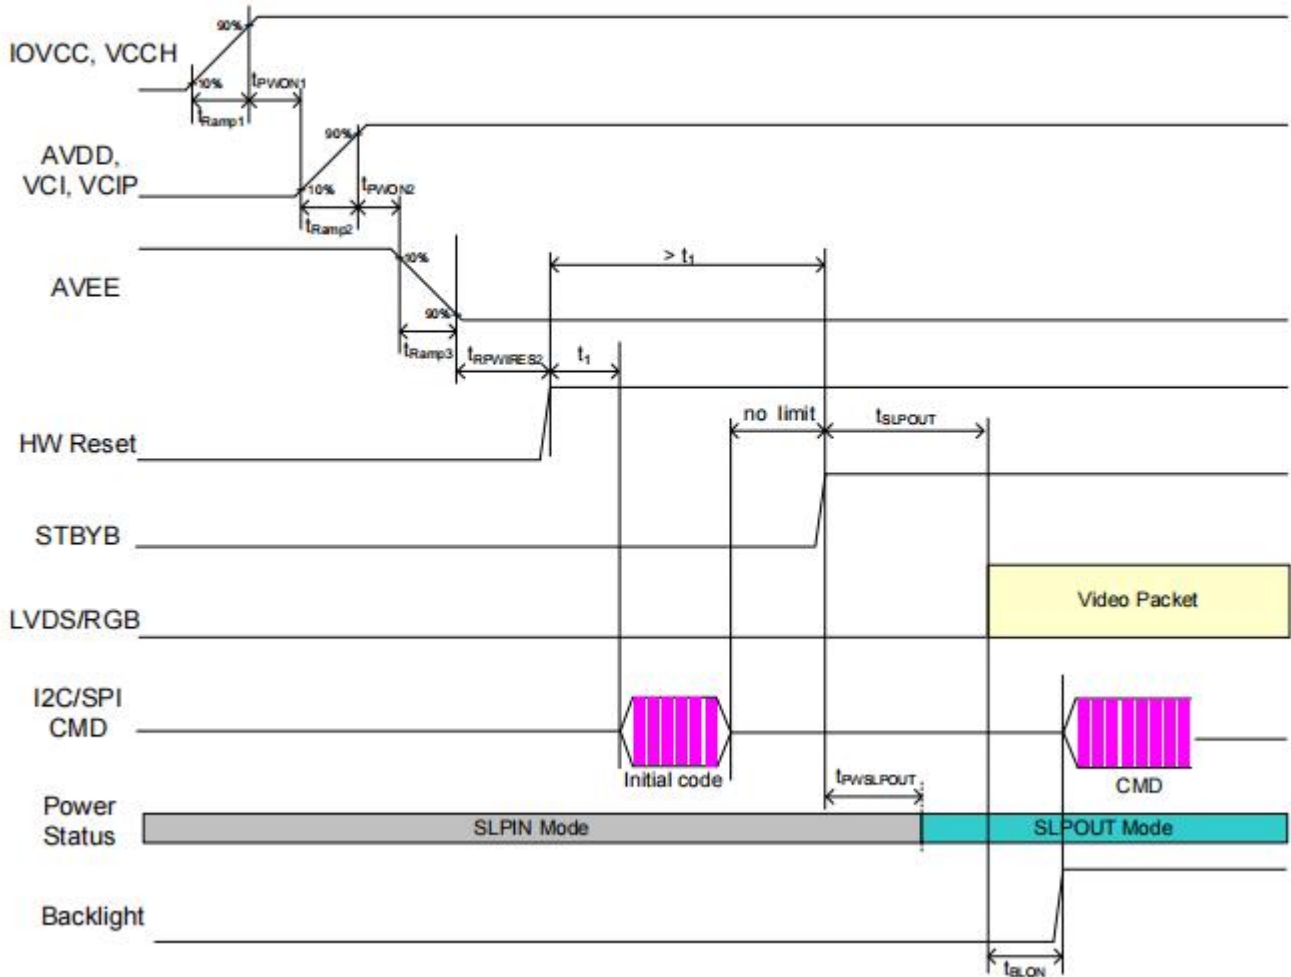 IOVCC, VCCH
90%
10%
tPWON1
tRamp1
AVDD,
VCI, VCIP
90%
10%
tPWON2
tRamp2
AVEE
10%
90%
> t1
tRamp3
tRPWIRES2
t1
HW Reset
no limit
tSLPOUT
STBYB
LVDS/RGB
Video Packet
I2C/SPI
CMD
Initial code
CMD
tPWSLPOUT
Power
Status
SLPIN Mode
SLPOUT Mode
Backlight
tBLON